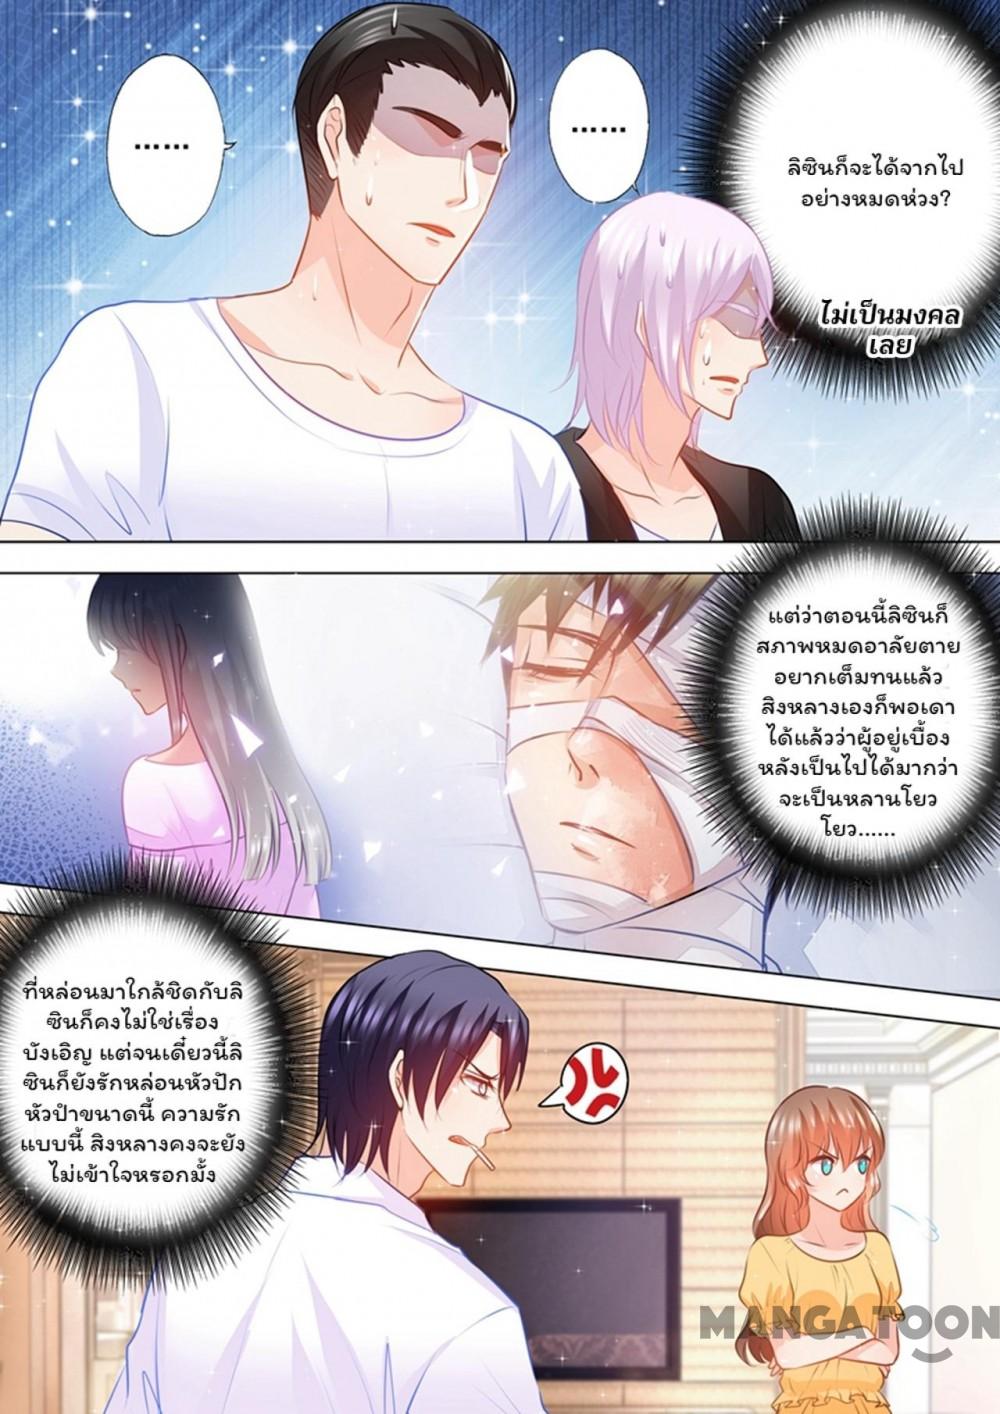 ......
......
ลิซินก็จะได้จากไป
อย่างหมดห่วง?
ไม่เป็นมงคล
เลย
แต่ว่าตอนนี้ลิซินก็
สภาพหมดอาลัยตาย
อยากเต็มทนแล้ว
สิงหลางเองก็พอเดา
ได้แล้วว่าผู้อยู่เบื้อง
หลังเป็นไปได้มากว่า
จะเป็นหลานโยว
โยว......
ที่หล่อนมาใกล้ชิดกับลิ
ซินก็คงไม่ใช่เรื่อง
บังเอิญ แต่จนเดี๋ยวนี้ลิ
ซินก็ยังรักหล่อนหัวปัก
หัวปำขนาดนี้ ความรัก
แบบนี้ สิงหลางคงจะยัง
ไม่เข้าใจหรอกมั้ง
MANGATOON